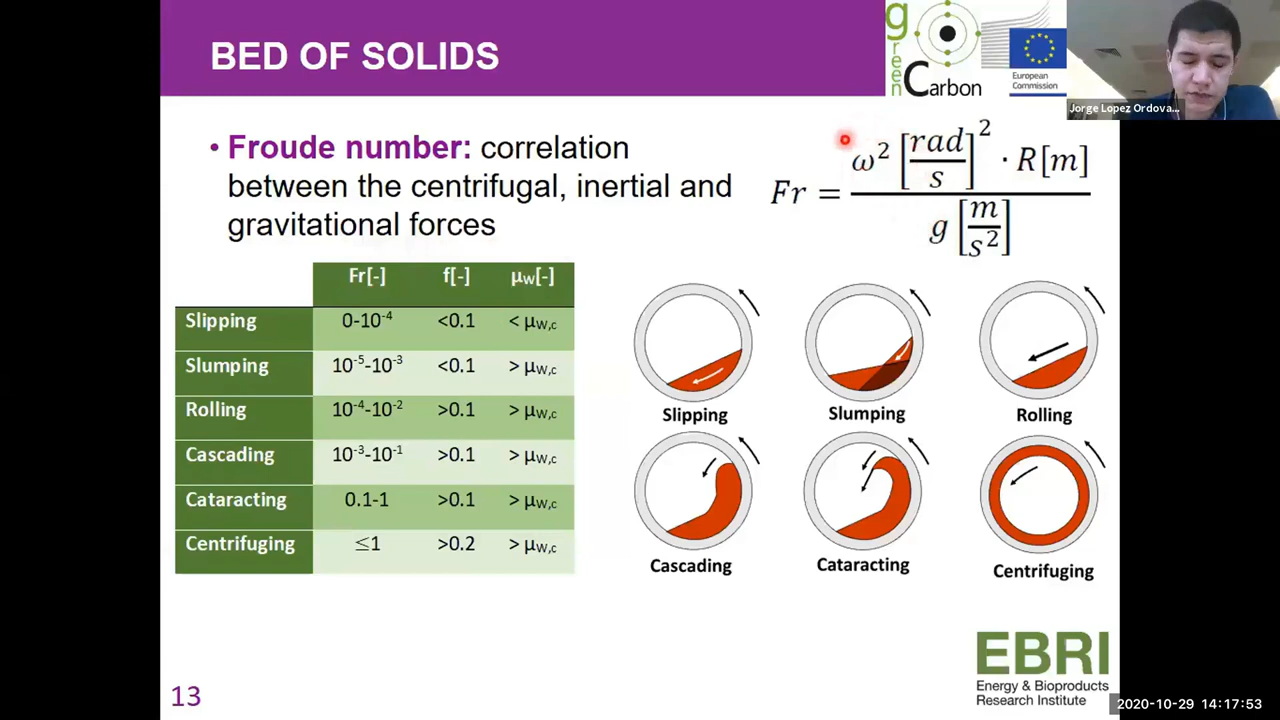 BED OF SOLIDS
green
Carbon
European
Commission
Jorge Lopez Ordova...
• Froude number: correlation
between the centrifugal, inertial and
gravitational forces
Fr = ω² [rad/s]² · R[m] / g [m/s²]
Fr[-] f[-] μW[-]
Slipping 0-10⁻⁴ <0.1 < μW,c
Slumping 10⁻⁵-10⁻³ <0.1 > μW,c
Rolling 10⁻⁴-10⁻² >0.1 > μW,c
Cascading 10⁻³-10⁻¹ >0.1 > μW,c
Cataracting 0.1-1 >0.1 > μW,c
Centrifuging ≤1 >0.2 > μW,c
Slipping Slumping Rolling
Cascading Cataracting Centrifuging
EBRI
Energy & Bioproducts
Research Institute
13
2020-10-29 14:17:53